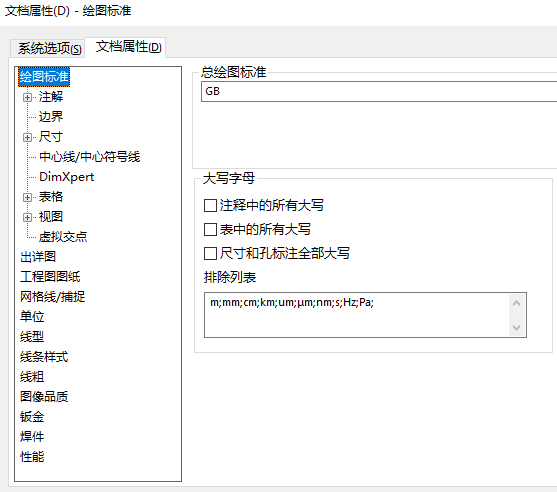 文档属性(D) - 绘图标准
系统选项(S)
文档属性(D)
绘图标准
注解
边界
尺寸
中心线/中心符号线
DimXpert
表格
视图
虚拟交点
出详图
工程图图纸
网格线/捕捉
单位
线型
线条样式
线粗
图像品质
钣金
焊件
性能
总绘图标准
GB
大写字母
注释中的所有大写
表中的所有大写
尺寸和孔标注全部大写
排除列表
m;mm;cm;km;um;µm;nm;s;Hz;Pa;